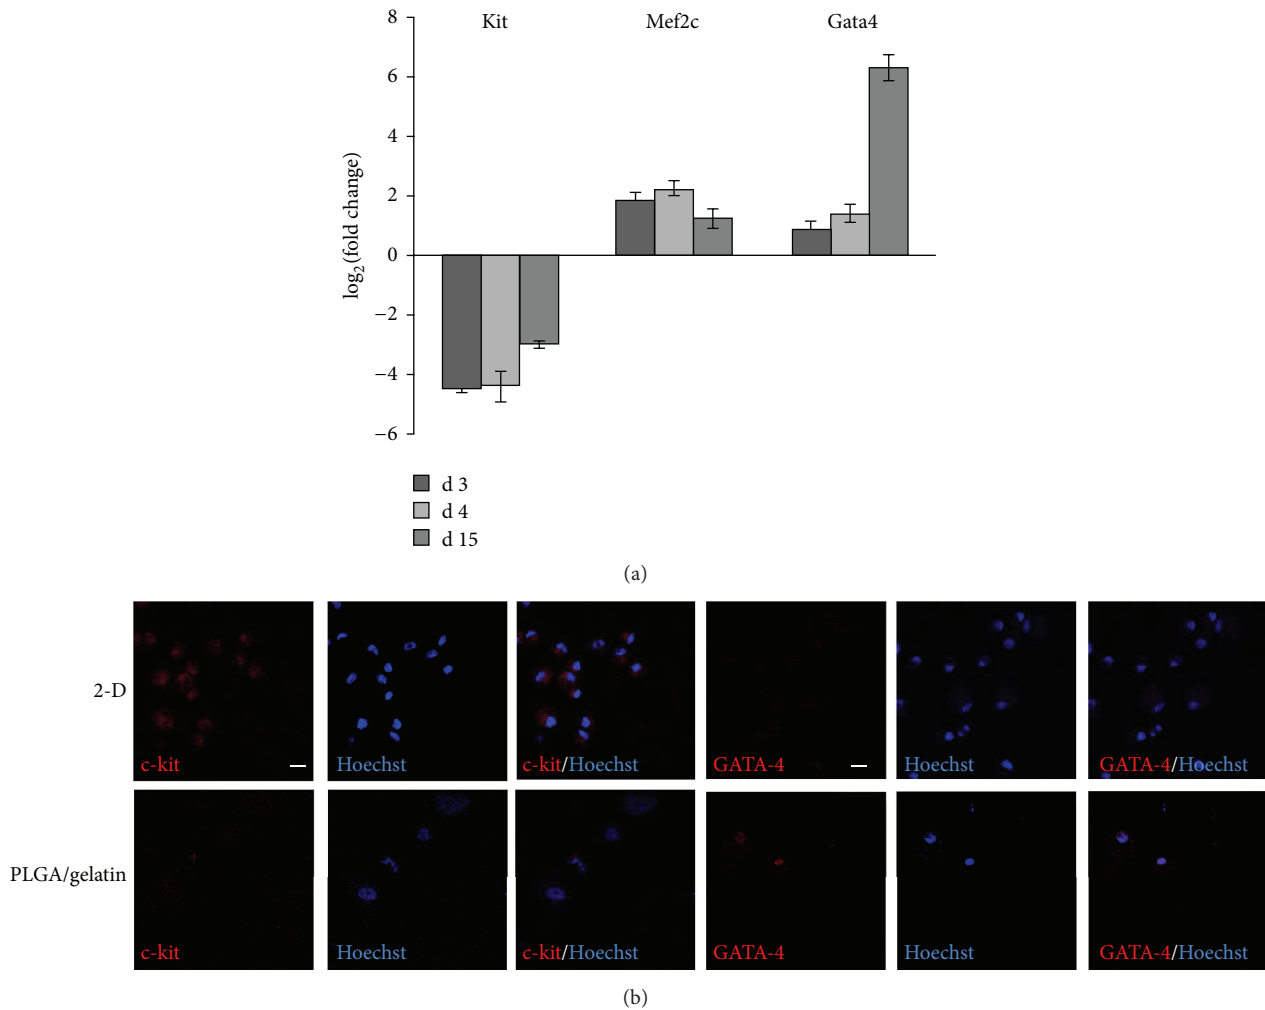 Kit Mef2c Gata4
8
6
4
2
0
−2
−4
−6
log2(fold change)
d 3
d 4
d 15
(a)
2-D
c-kit
Hoechst
c-kit/Hoechst
GATA-4
Hoechst
GATA-4/Hoechst
PLGA/gelatin
c-kit
Hoechst
c-kit/Hoechst
GATA-4
Hoechst
GATA-4/Hoechst
(b)